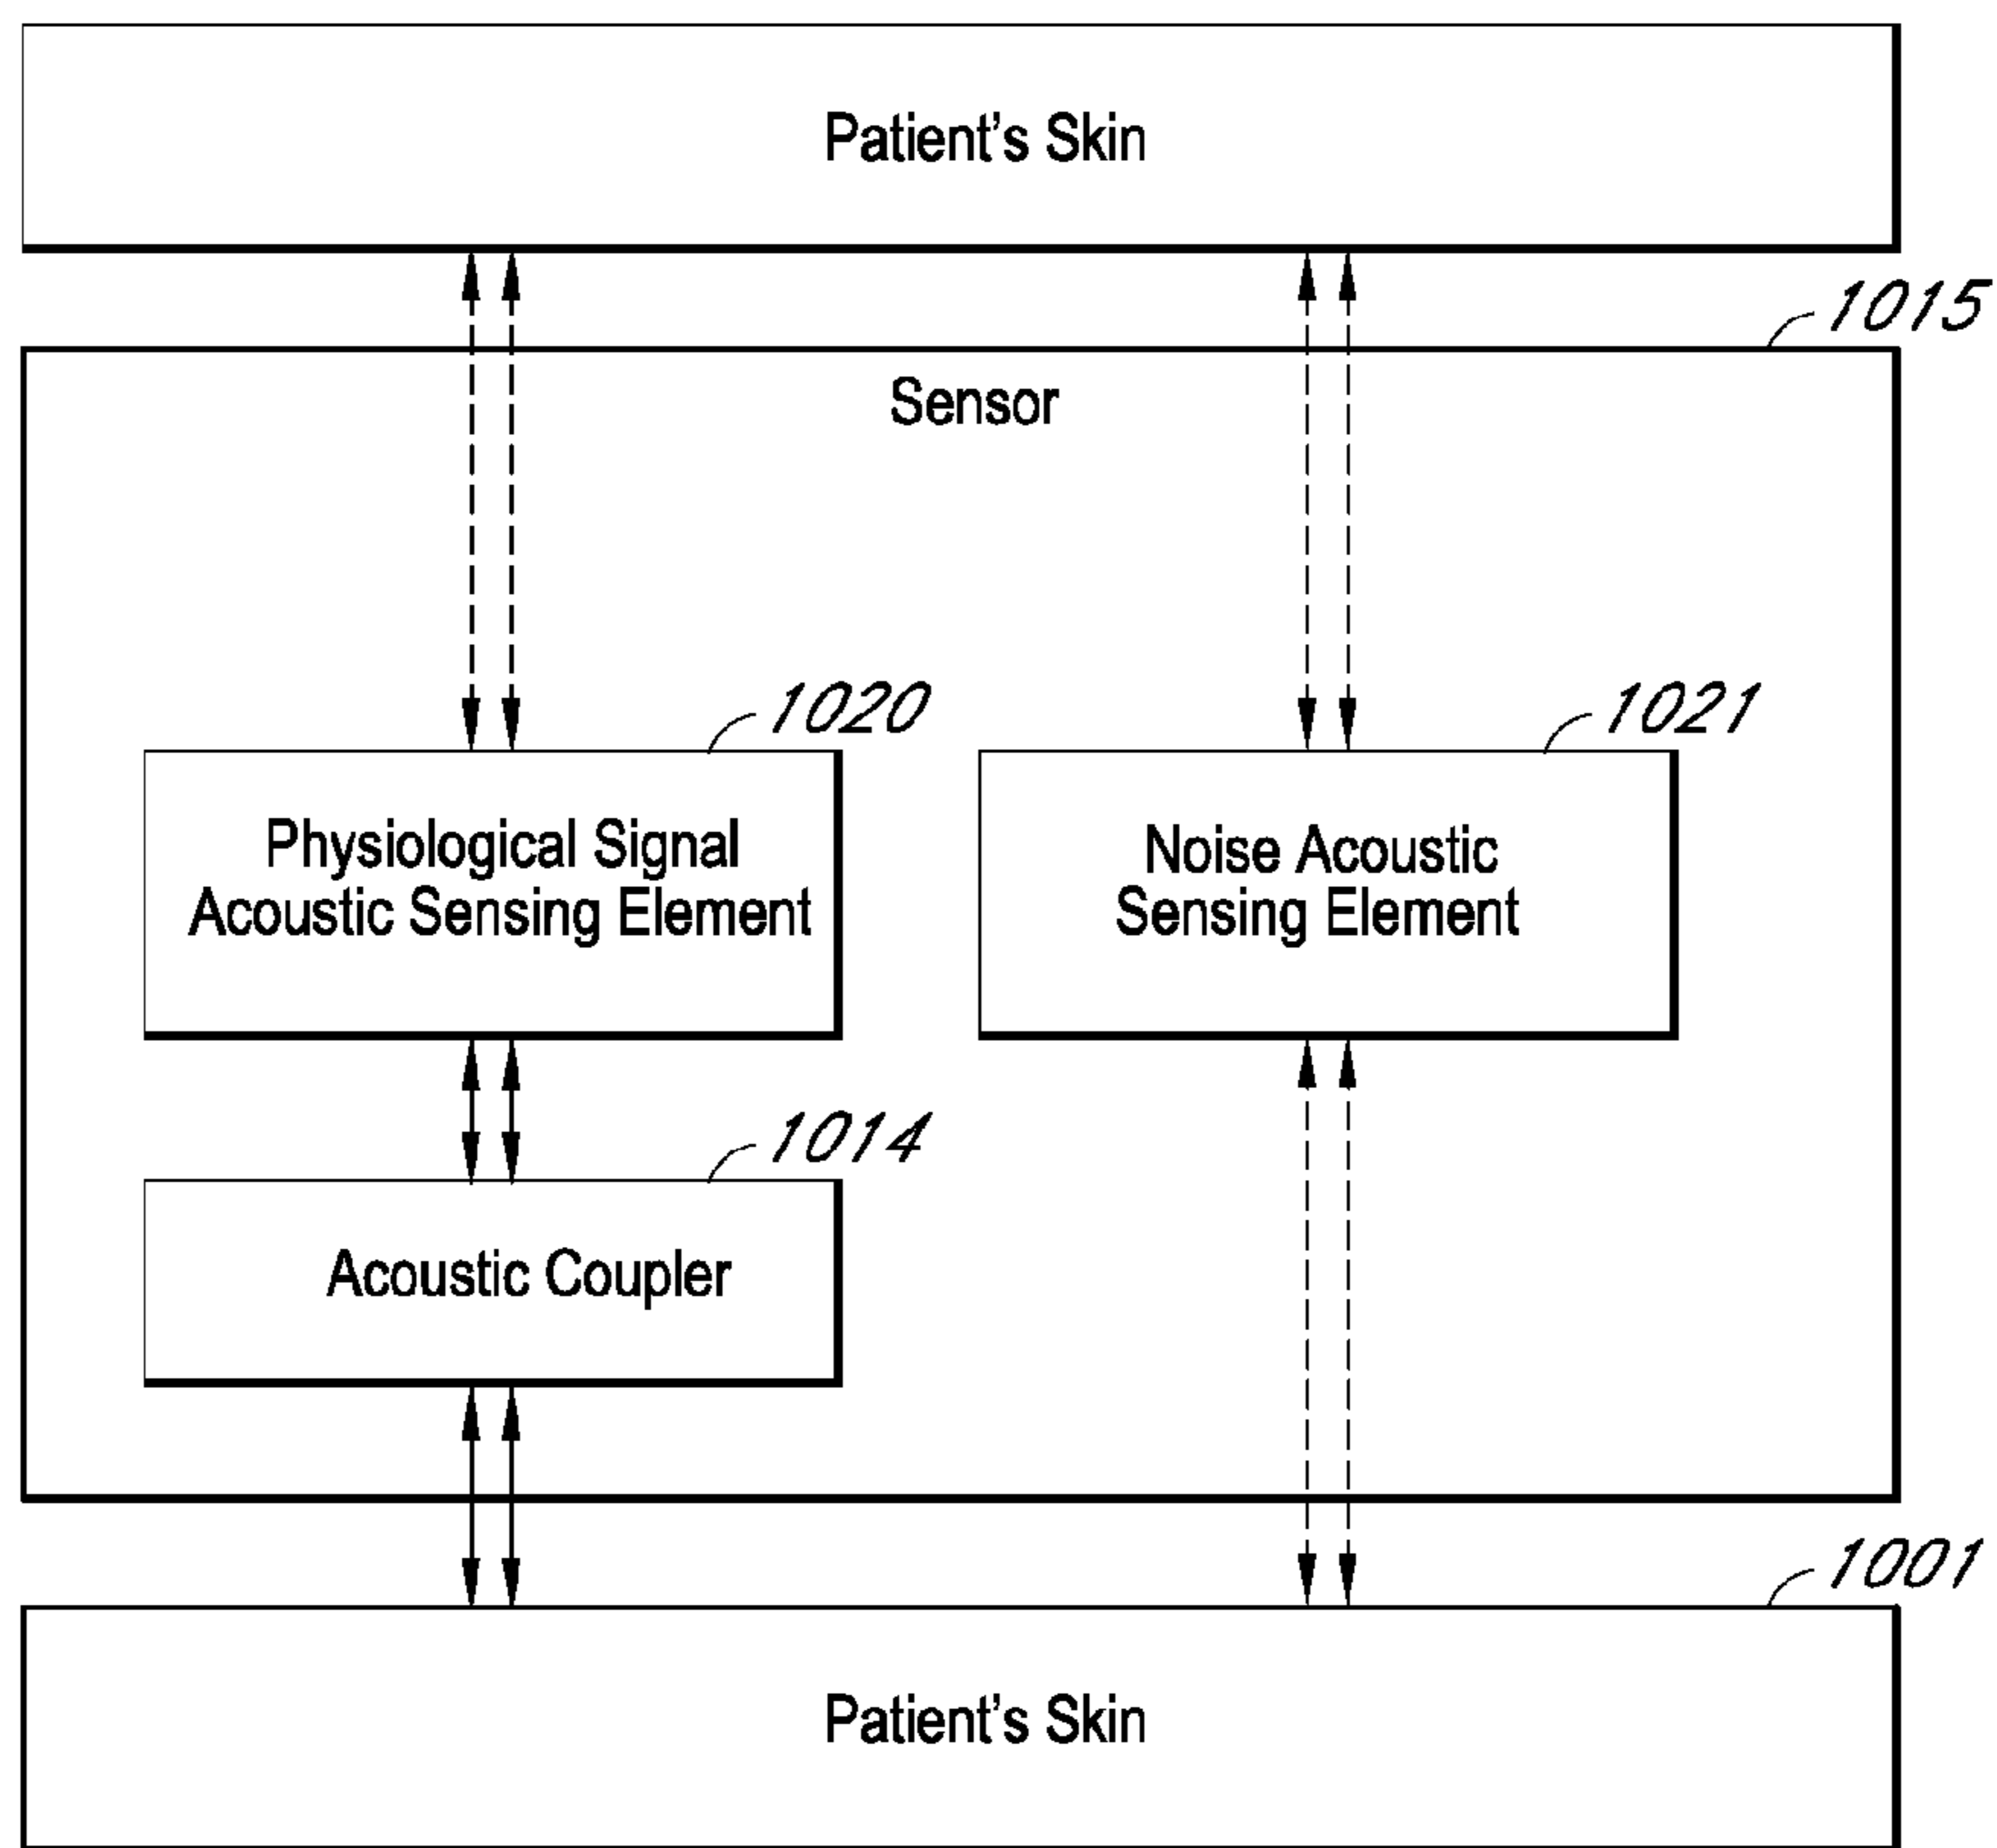 Patient's Skin
1015
Sensor
1020
1021
Physiological Signal
Acoustic Sensing Element
Noise Acoustic
Sensing Element
1014
Acoustic Coupler
1001
Patient's Skin